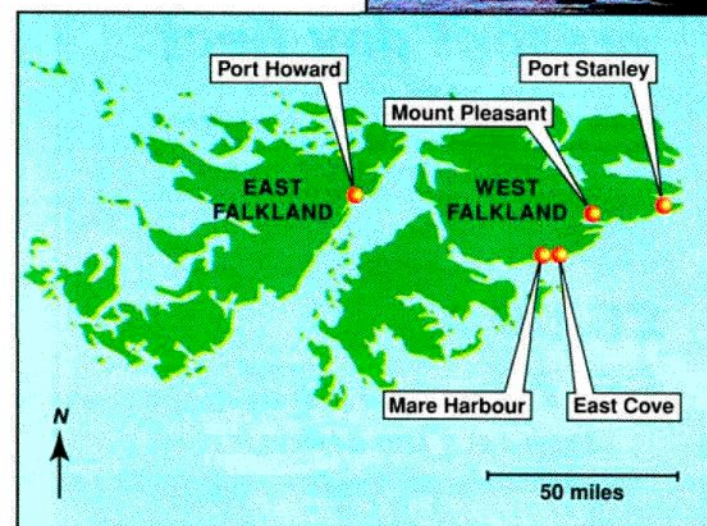 Port Howard
Port Stanley
Mount Pleasant
EAST
FALKLAND
WEST
FALKLAND
Mare Harbour
East Cove
N
50 miles